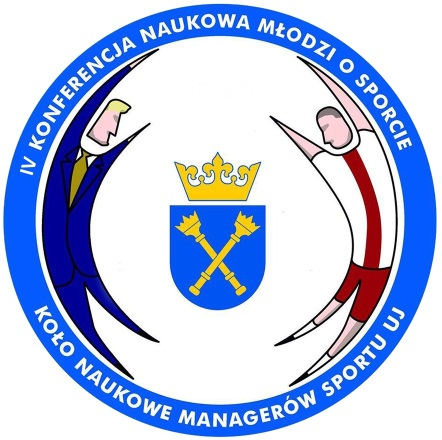 IV KONFERENCJA NAUKOWA MŁODZI O SPORCIE
KOŁO NAUKOWE MANAGERÓW SPORTU UJ